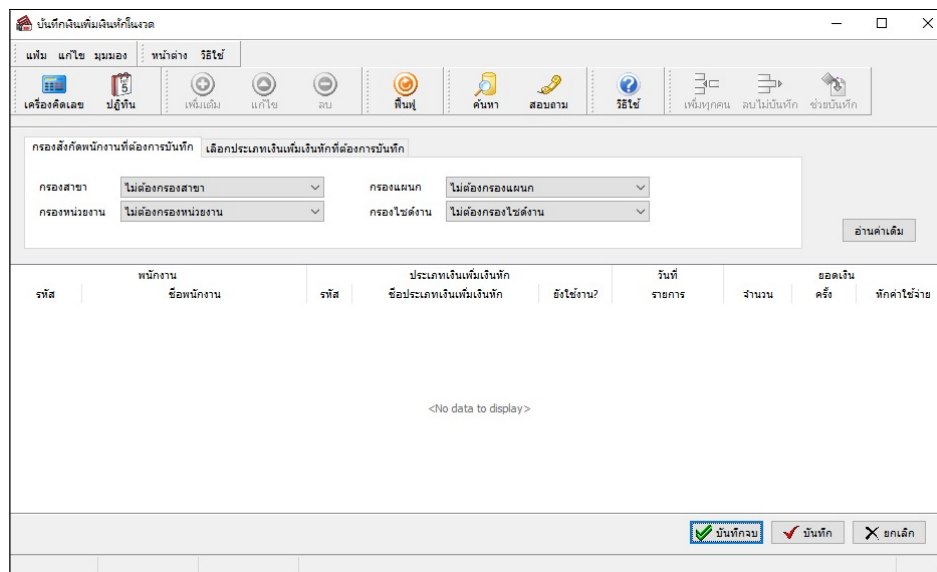 บันทึกเงินเพิ่มเงินหักในงวด
แฟ้ม แก้ไข มุมมอง หน้าต่าง วิธีใช้
เครื่องคิดเลข ปฏิทิน เพิ่มเติม แก้ไข ลบ ฟื้นฟู ค้นหา สอบถาม วิธีใช้ เพิ่มทุกคน ลบไม่บันทึก ช่วยบันทึก
กรองสังกัดพนักงานที่ต้องการบันทึก เลือกประเภทเงินเพิ่มเงินหักที่ต้องการบันทึก
กรองสาขา ไม่ต้องกรองสาขา กรองแผนก ไม่ต้องกรองแผนก
กรองหน่วยงาน ไม่ต้องกรองหน่วยงาน กรองไซด์งาน ไม่ต้องกรองไซด์งาน
อ่านค่าเดิม
พนักงาน ประเภทเงินเพิ่มเงินหัก วันที่ ยอดเงิน
รหัส ชื่อพนักงาน รหัส ชื่อประเภทเงินเพิ่มเงินหัก ยังใช้งาน? รายการ จำนวน ครั้ง หักค่าใช้จ่าย
<No data to display>
บันทึกจบ บันทึก ยกเลิก